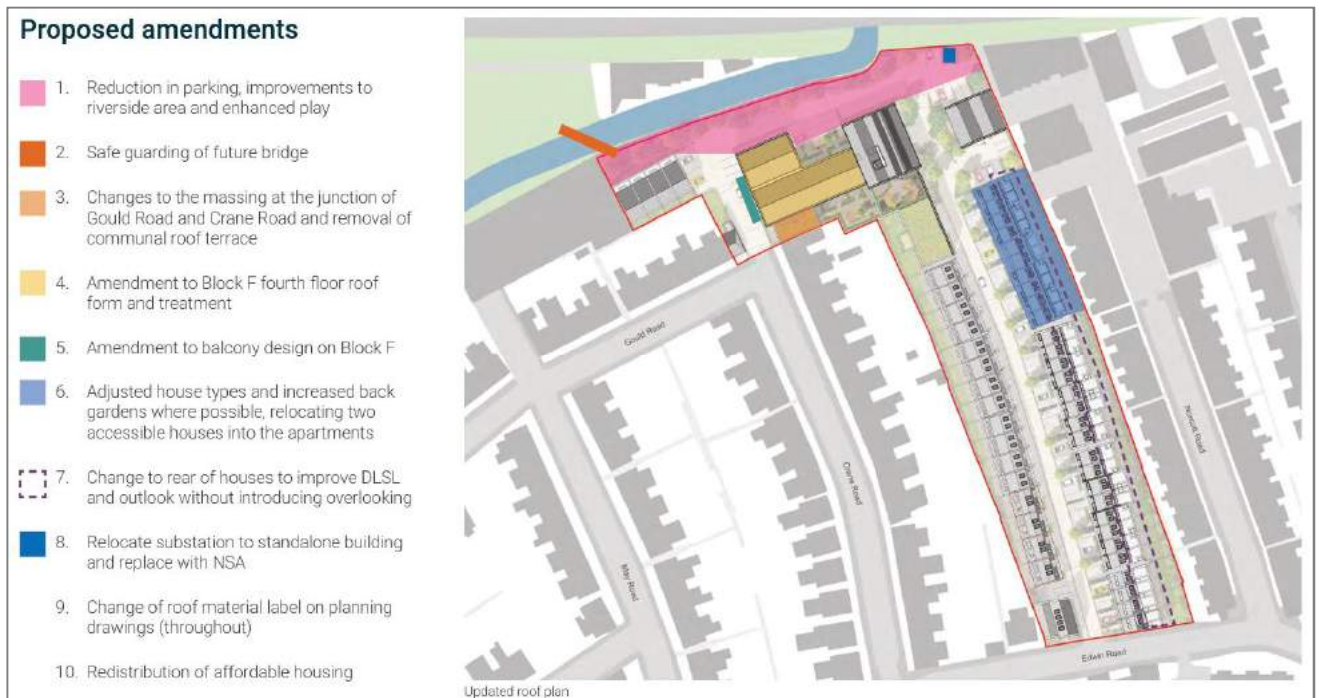 Proposed amendments
1. Reduction in parking, improvements to
riverside area and enhanced play
2. Safe guarding of future bridge
3. Changes to the massing at the junction of
Gould Road and Crane Road and removal of
communal roof terrace
4. Amendment to Block F fourth floor roof
form and treatment
5. Amendment to balcony design on Block F
6. Adjusted house types and increased back
gardens where possible, relocating two
accessible houses into the apartments
7. Change to rear of houses to improve DLSL
and outlook without introducing overlooking
8. Relocate substation to standalone building
and replace with NSA
9. Change of roof material label on planning
drawings (throughout)
10. Redistribution of affordable housing
Gould Road
Crane Road
May Road
Norcutt Road
Edwin Road
Updated roof plan